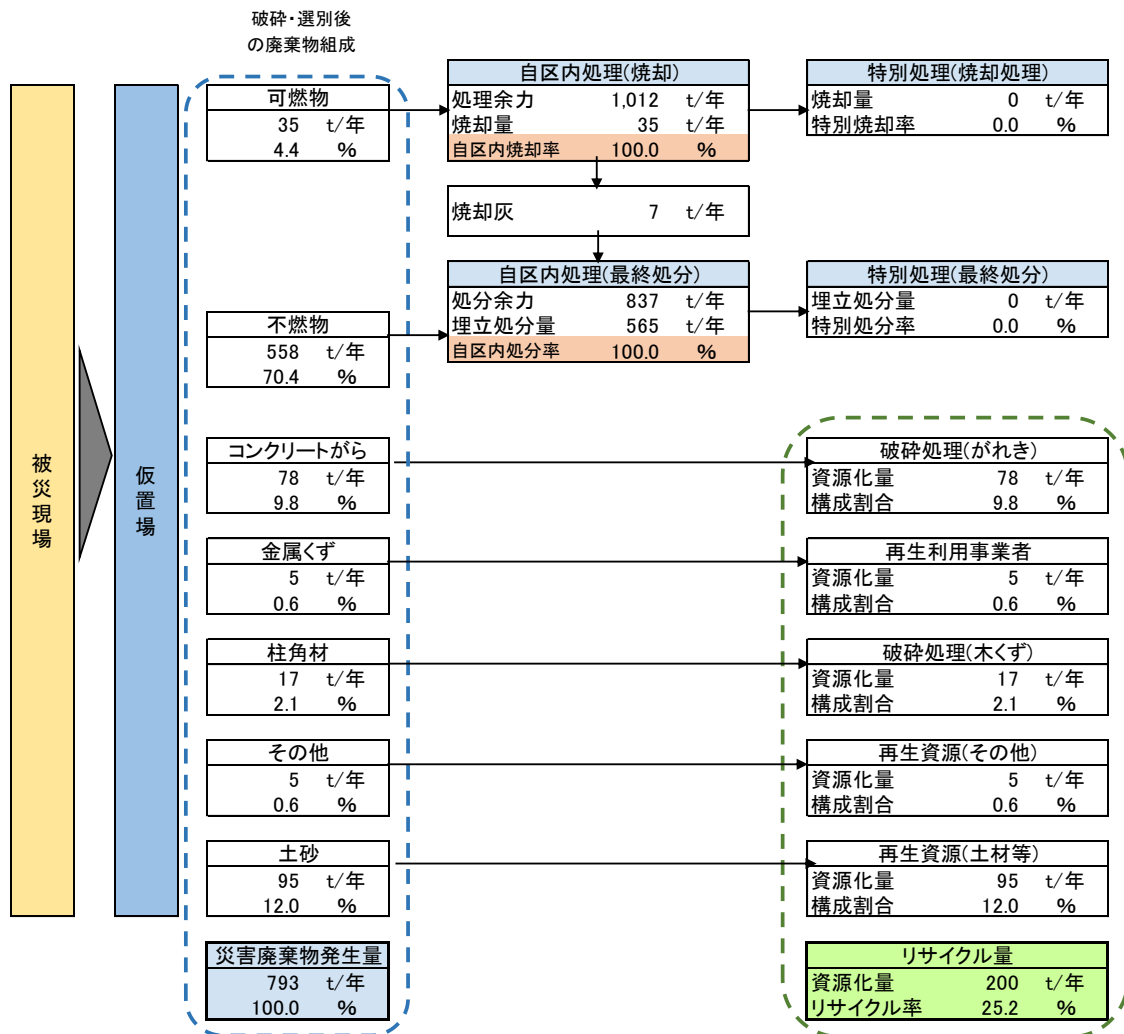 破砕・選別後
の廃棄物組成
被災現場
仮置場
可燃物
35 t/年
4.4 %
自区内処理(焼却)
処理余力 1,012 t/年
焼却量 35 t/年
自区内焼却率 100.0 %
特別処理(焼却処理)
焼却量 0 t/年
特別焼却率 0.0 %
焼却灰 7 t/年
不燃物
558 t/年
70.4 %
自区内処理(最終処分)
処分余力 837 t/年
埋立処分量 565 t/年
自区内処分率 100.0 %
特別処理(最終処分)
埋立処分量 0 t/年
特別処分率 0.0 %
コンクリートがら
78 t/年
9.8 %
破砕処理(がれき)
資源化量 78 t/年
構成割合 9.8 %
金属くず
5 t/年
0.6 %
再生利用事業者
資源化量 5 t/年
構成割合 0.6 %
柱角材
17 t/年
2.1 %
破砕処理(木くず)
資源化量 17 t/年
構成割合 2.1 %
その他
5 t/年
0.6 %
再生資源(その他)
資源化量 5 t/年
構成割合 0.6 %
土砂
95 t/年
12.0 %
再生資源(土材等)
資源化量 95 t/年
構成割合 12.0 %
災害廃棄物発生量
793 t/年
100.0 %
リサイクル量
資源化量 200 t/年
リサイクル率 25.2 %